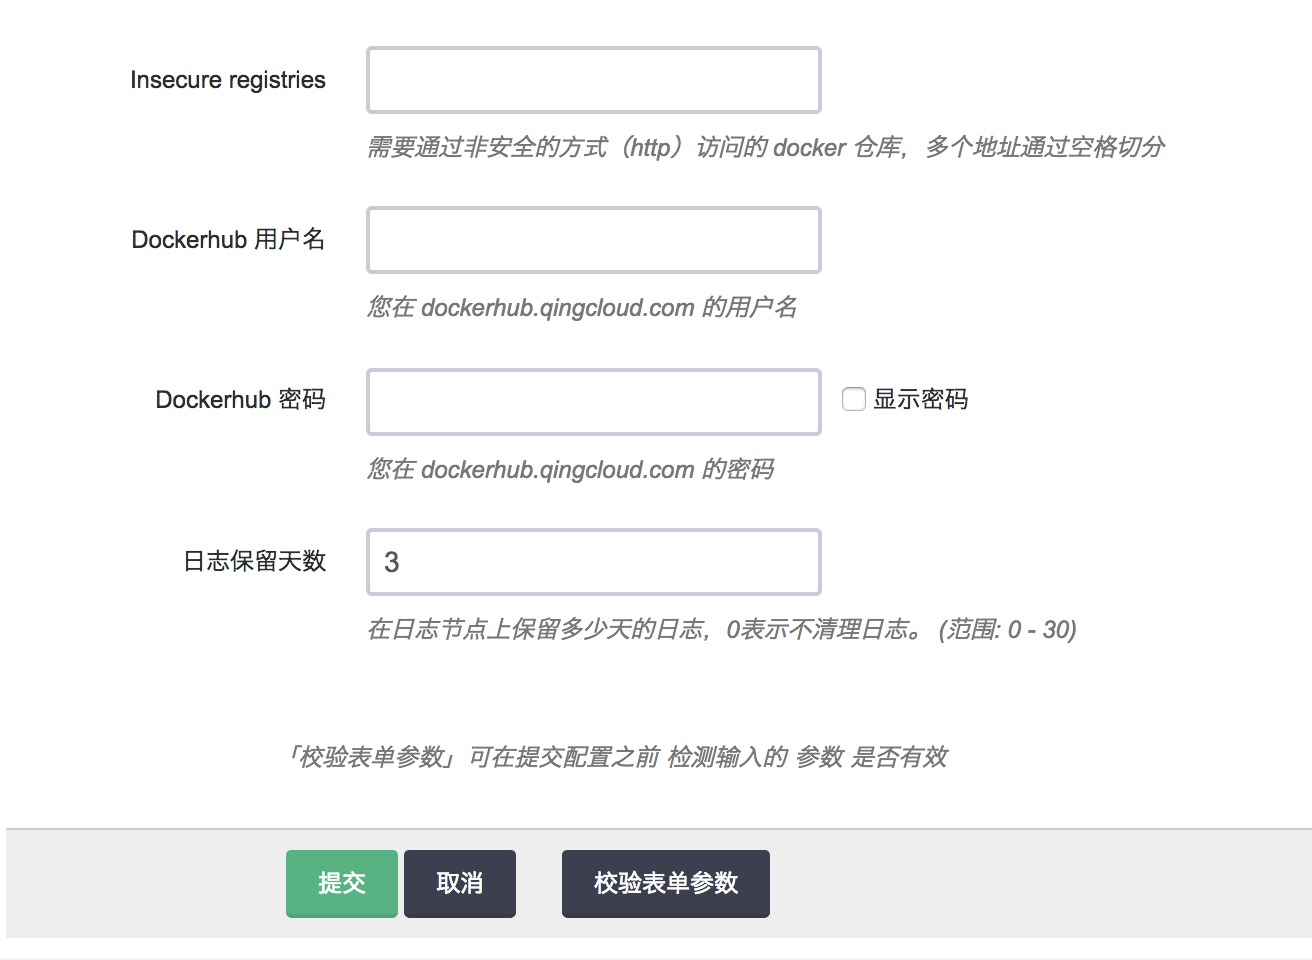 Insecure registries
需要通过非安全的方式（http）访问的 docker 仓库，多个地址通过空格切分
Dockerhub 用户名
您在 dockerhub.qingcloud.com 的用户名
Dockerhub 密码
显示密码
您在 dockerhub.qingcloud.com 的密码
日志保留天数
3
在日志节点上保留多少天的日志，0表示不清理日志。 (范围: 0 - 30)
「校验表单参数」可在提交配置之前 检测输入的 参数 是否有效
提交 取消 校验表单参数